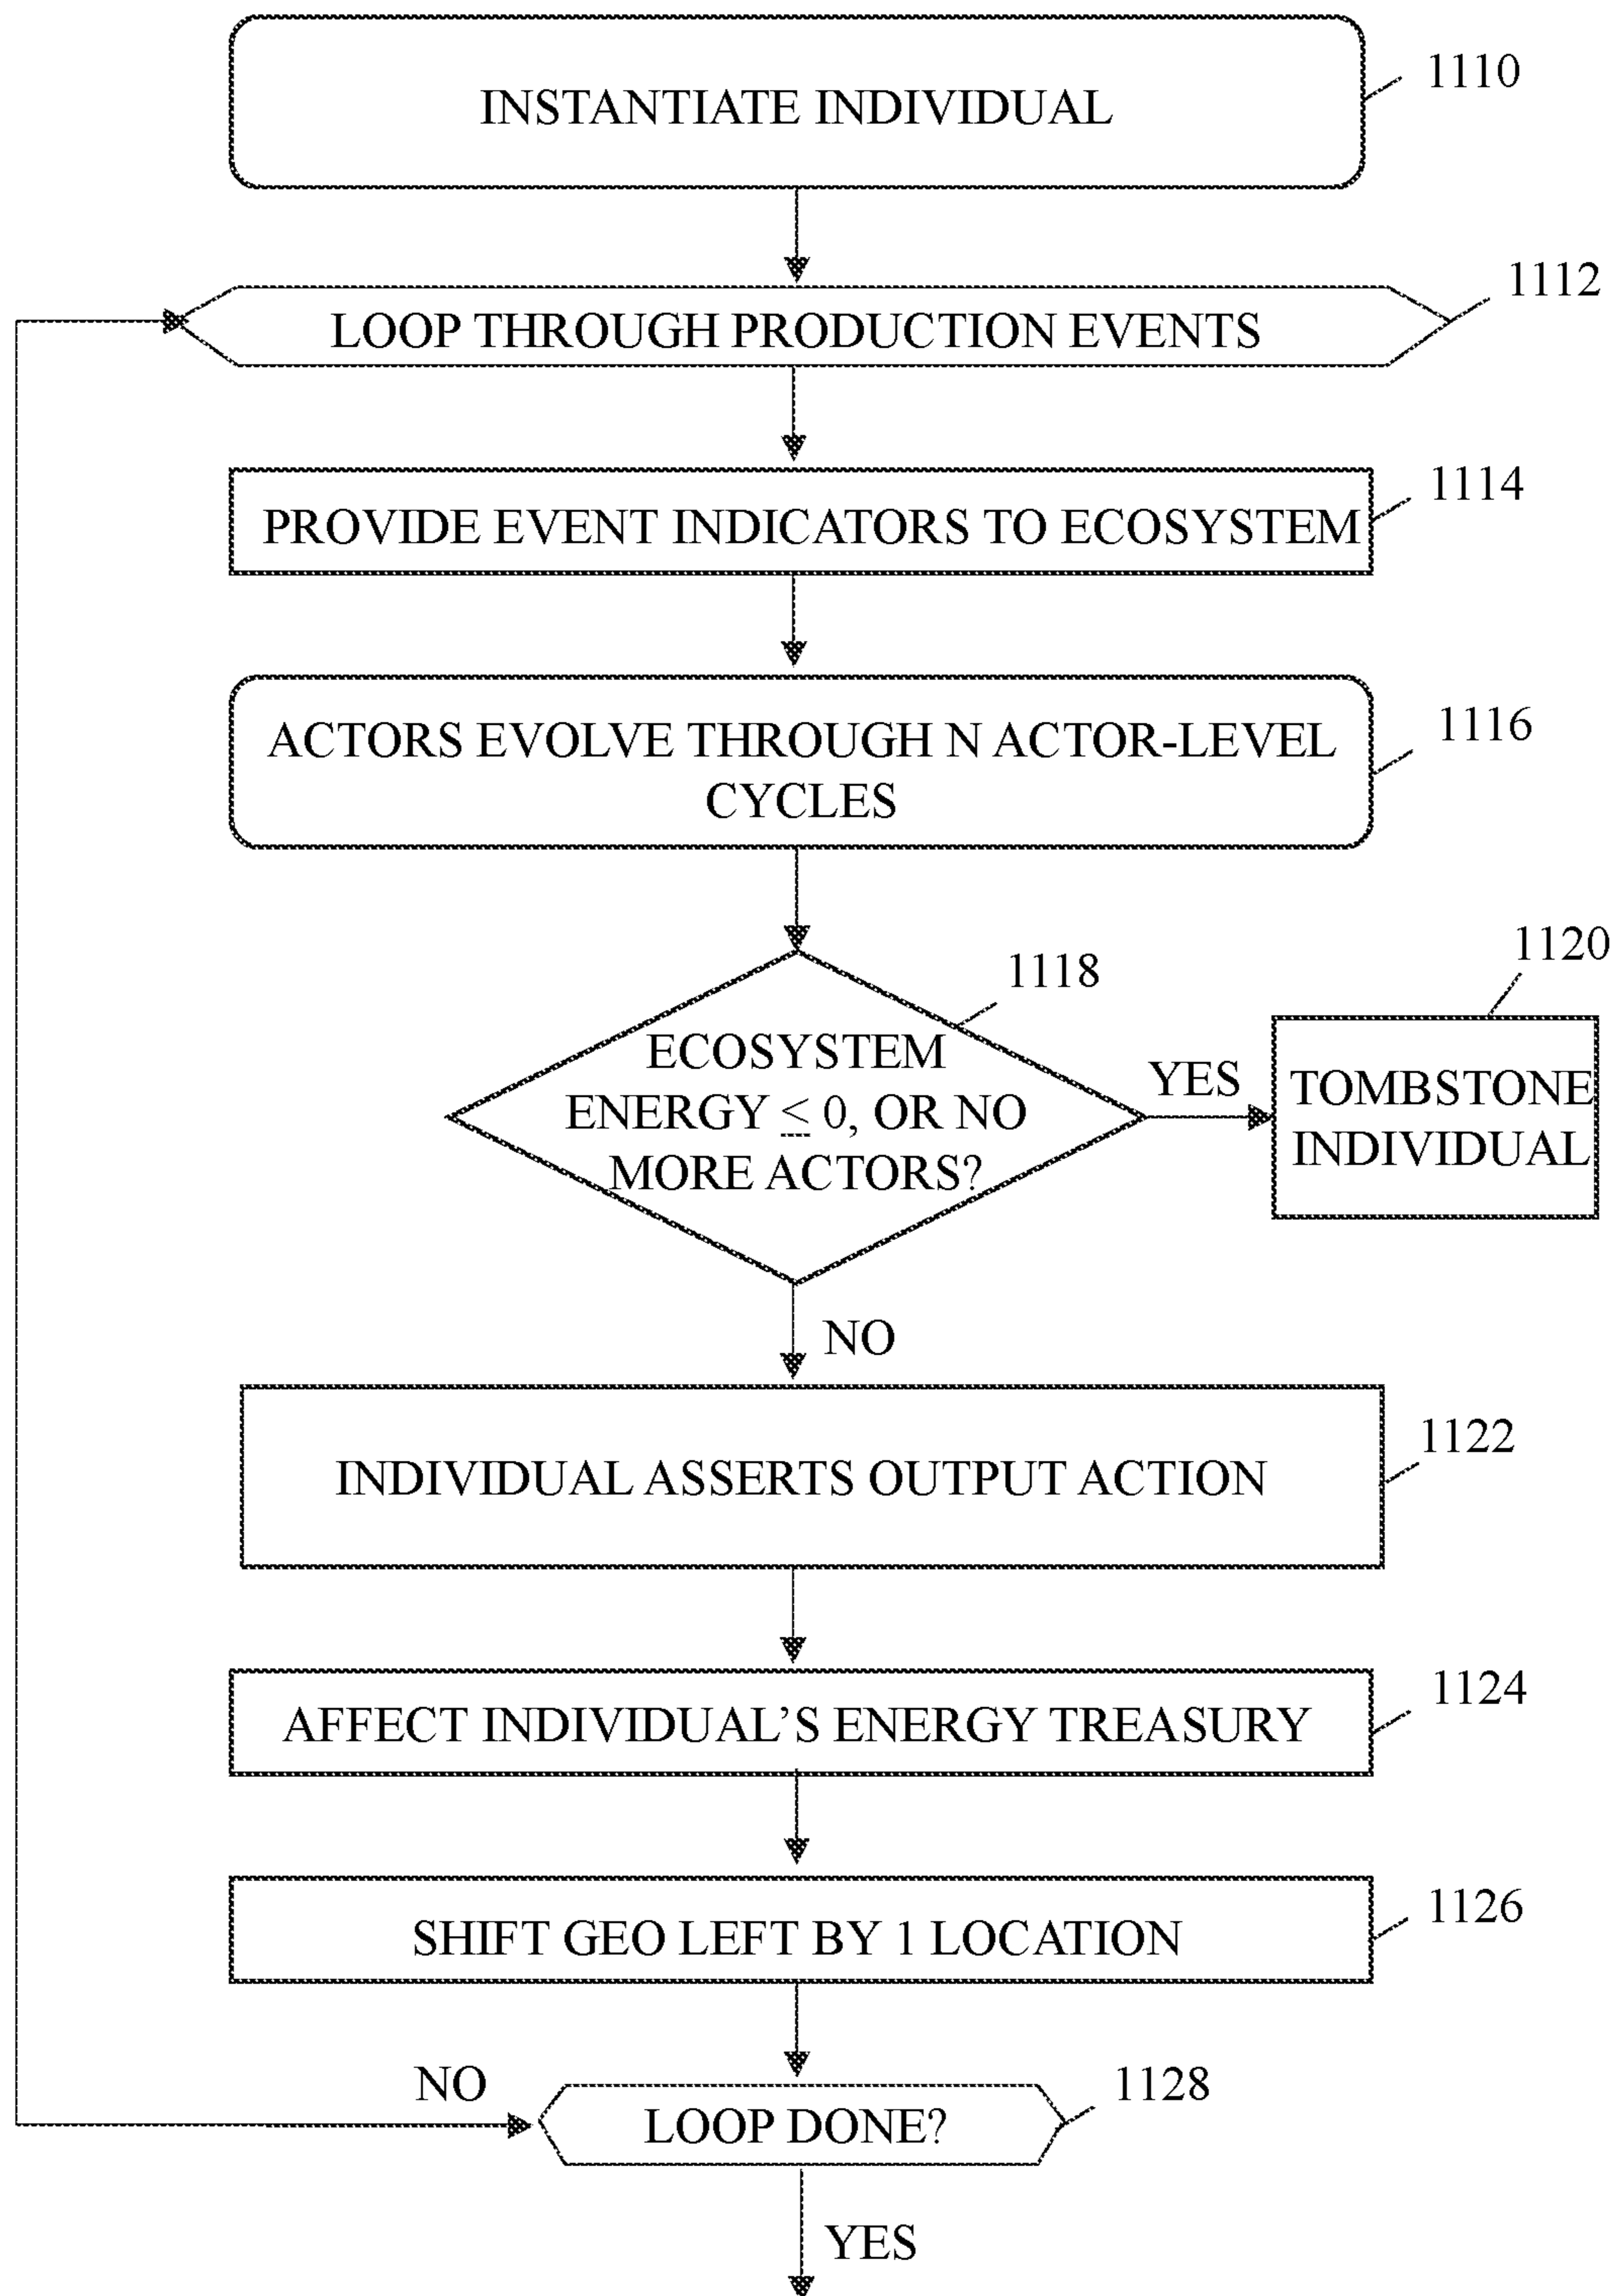 INSTANTIATE INDIVIDUAL
1110
1112
LOOP THROUGH PRODUCTION EVENTS
1114
PROVIDE EVENT INDICATORS TO ECOSYSTEM
1116
ACTORS EVOLVE THROUGH N ACTOR-LEVEL
CYCLES
1118
1120
ECOSYSTEM
ENERGY ≤ 0, OR NO
MORE ACTORS?
YES
TOMBSTONE
INDIVIDUAL
NO
1122
INDIVIDUAL ASSERTS OUTPUT ACTION
1124
AFFECT INDIVIDUAL’S ENERGY TREASURY
1126
SHIFT GEO LEFT BY 1 LOCATION
NO
1128
LOOP DONE?
YES